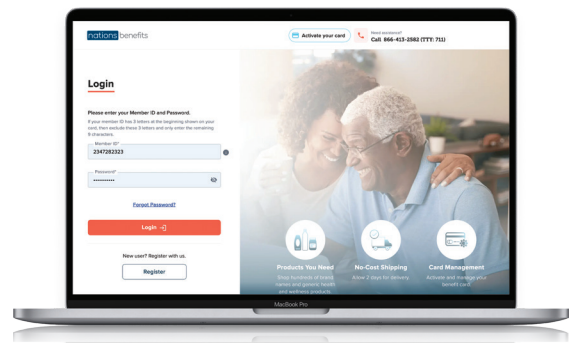 nations benefits
Activate your card
Need assistance?
Call 866-413-2582 (TTY: 711)
Login
Please enter your Member ID and Password.
If your member ID has 3 letters at the beginning shown on your
card, then exclude those 3 letters and only enter the remaining
9 characters.
Member ID*
2347282323
Password*
••••••••••
Forgot Password?
Login
New user? Register with us.
Register
Products You Need
Shop hundreds of brand
names and generic health
and wellness products
No-Cost Shipping
Allow 2 days for delivery.
Card Management
Activate and manage your
benefit card
MacBook Pro